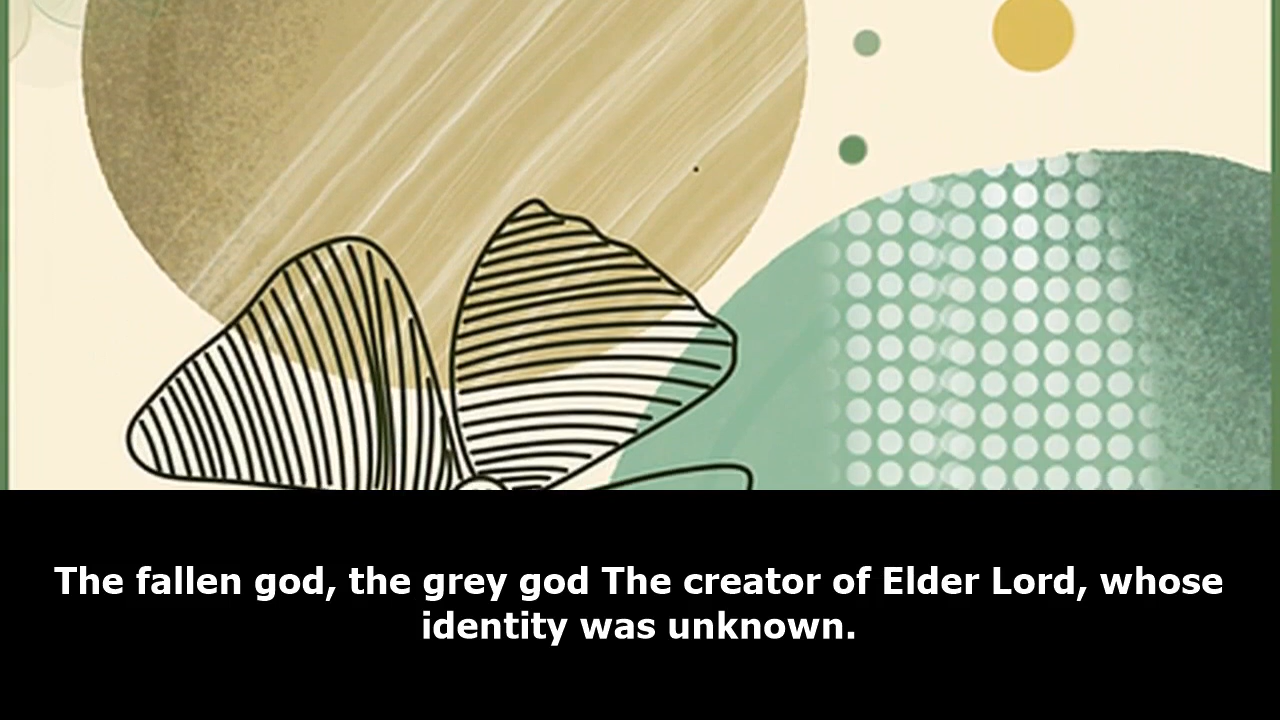 The fallen god, the grey god The creator of Elder Lord, whose
identity was unknown.